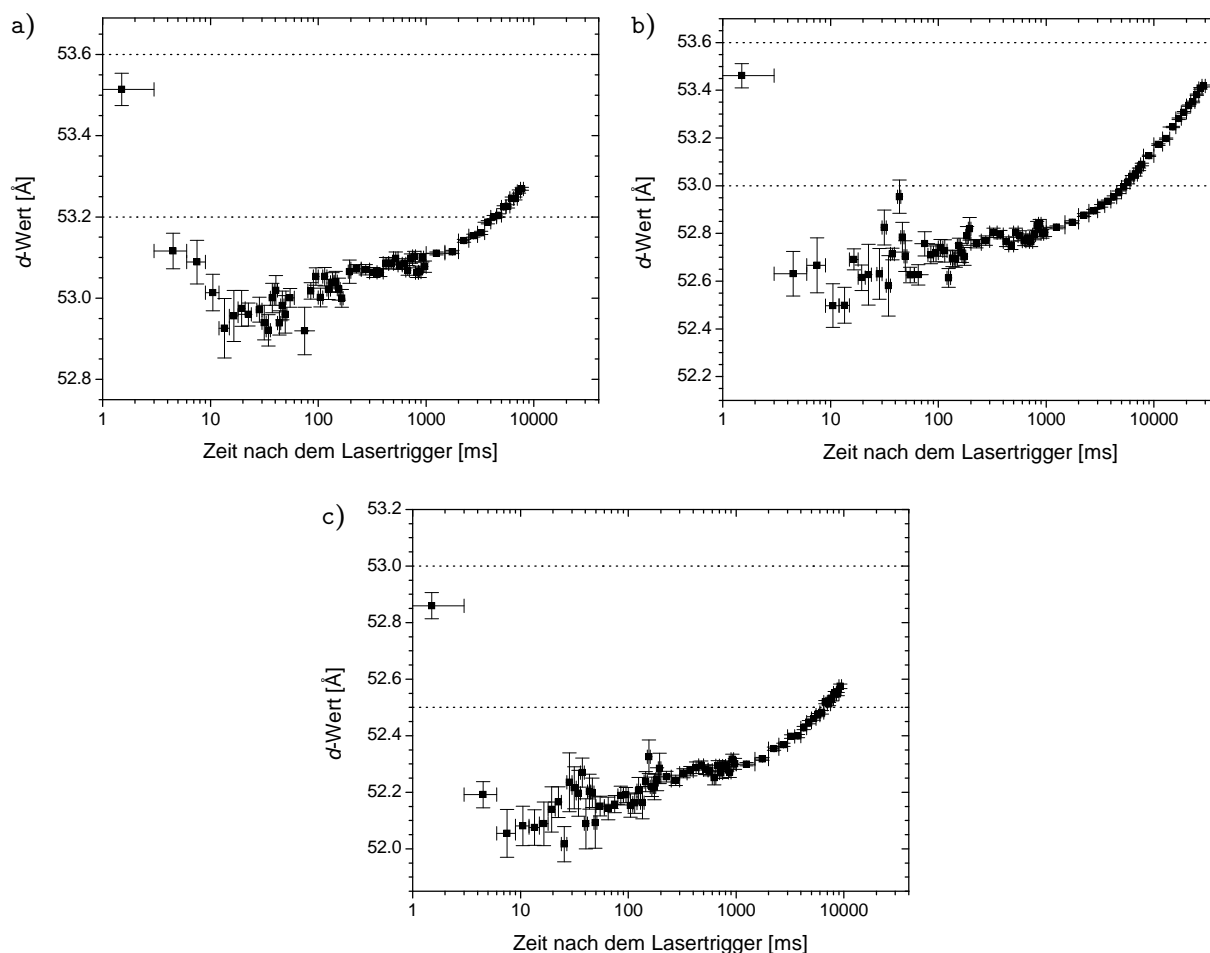 a)
53.6
53.4
53.2
53.0
52.8
d-Wert [Å]
1 10 100 1000 10000
Zeit nach dem Lasertrigger [ms]
b)
53.6
53.4
53.0
52.8
52.6
52.4
52.2
d-Wert [Å]
1 10 100 1000 10000
Zeit nach dem Lasertrigger [ms]
c)
53.2
53.0
52.8
52.6
52.4
52.2
52.0
d-Wert [Å]
1 10 100 1000 10000
Zeit nach dem Lasertrigger [ms]